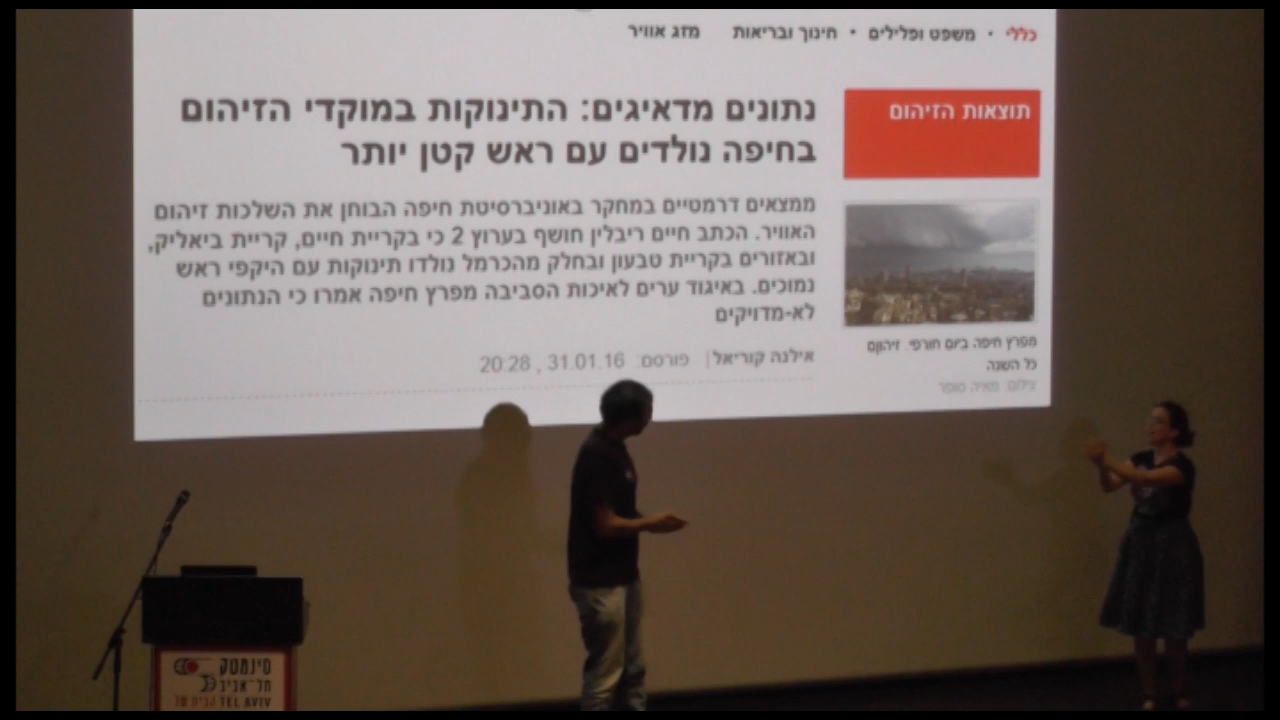 כללי • משפט ופלילים • חינוך ובריאות מזג אוויר
תוצאות הזיהום
נתונים מדאיגים: התינוקות במוקדי הזיהום
בחיפה נולדים עם ראש קטן יותר
ממצאים דרמטיים במחקר באוניברסיטת חיפה הבוחן את השלכות זיהום
האוויר. הכתב חיים ריבלין חושף בערוץ 2 כי בקריית חיים, קריית ביאליק,
ובאזורים בקריית טבעון ובחלק מהכרמל נולדו תינוקות עם היקפי ראש
נמוכים. באיגוד ערים לאיכות הסביבה מפרץ חיפה אמרו כי הנתונים
לא-מדויקים
אילנה קוריאל | פורסם: 31.01.16 , 20:28
מפרץ חיפה ביום חורפי. זיהום
כל השנה
צילום:
סינמטק
תל-אביב
TEL AVIV